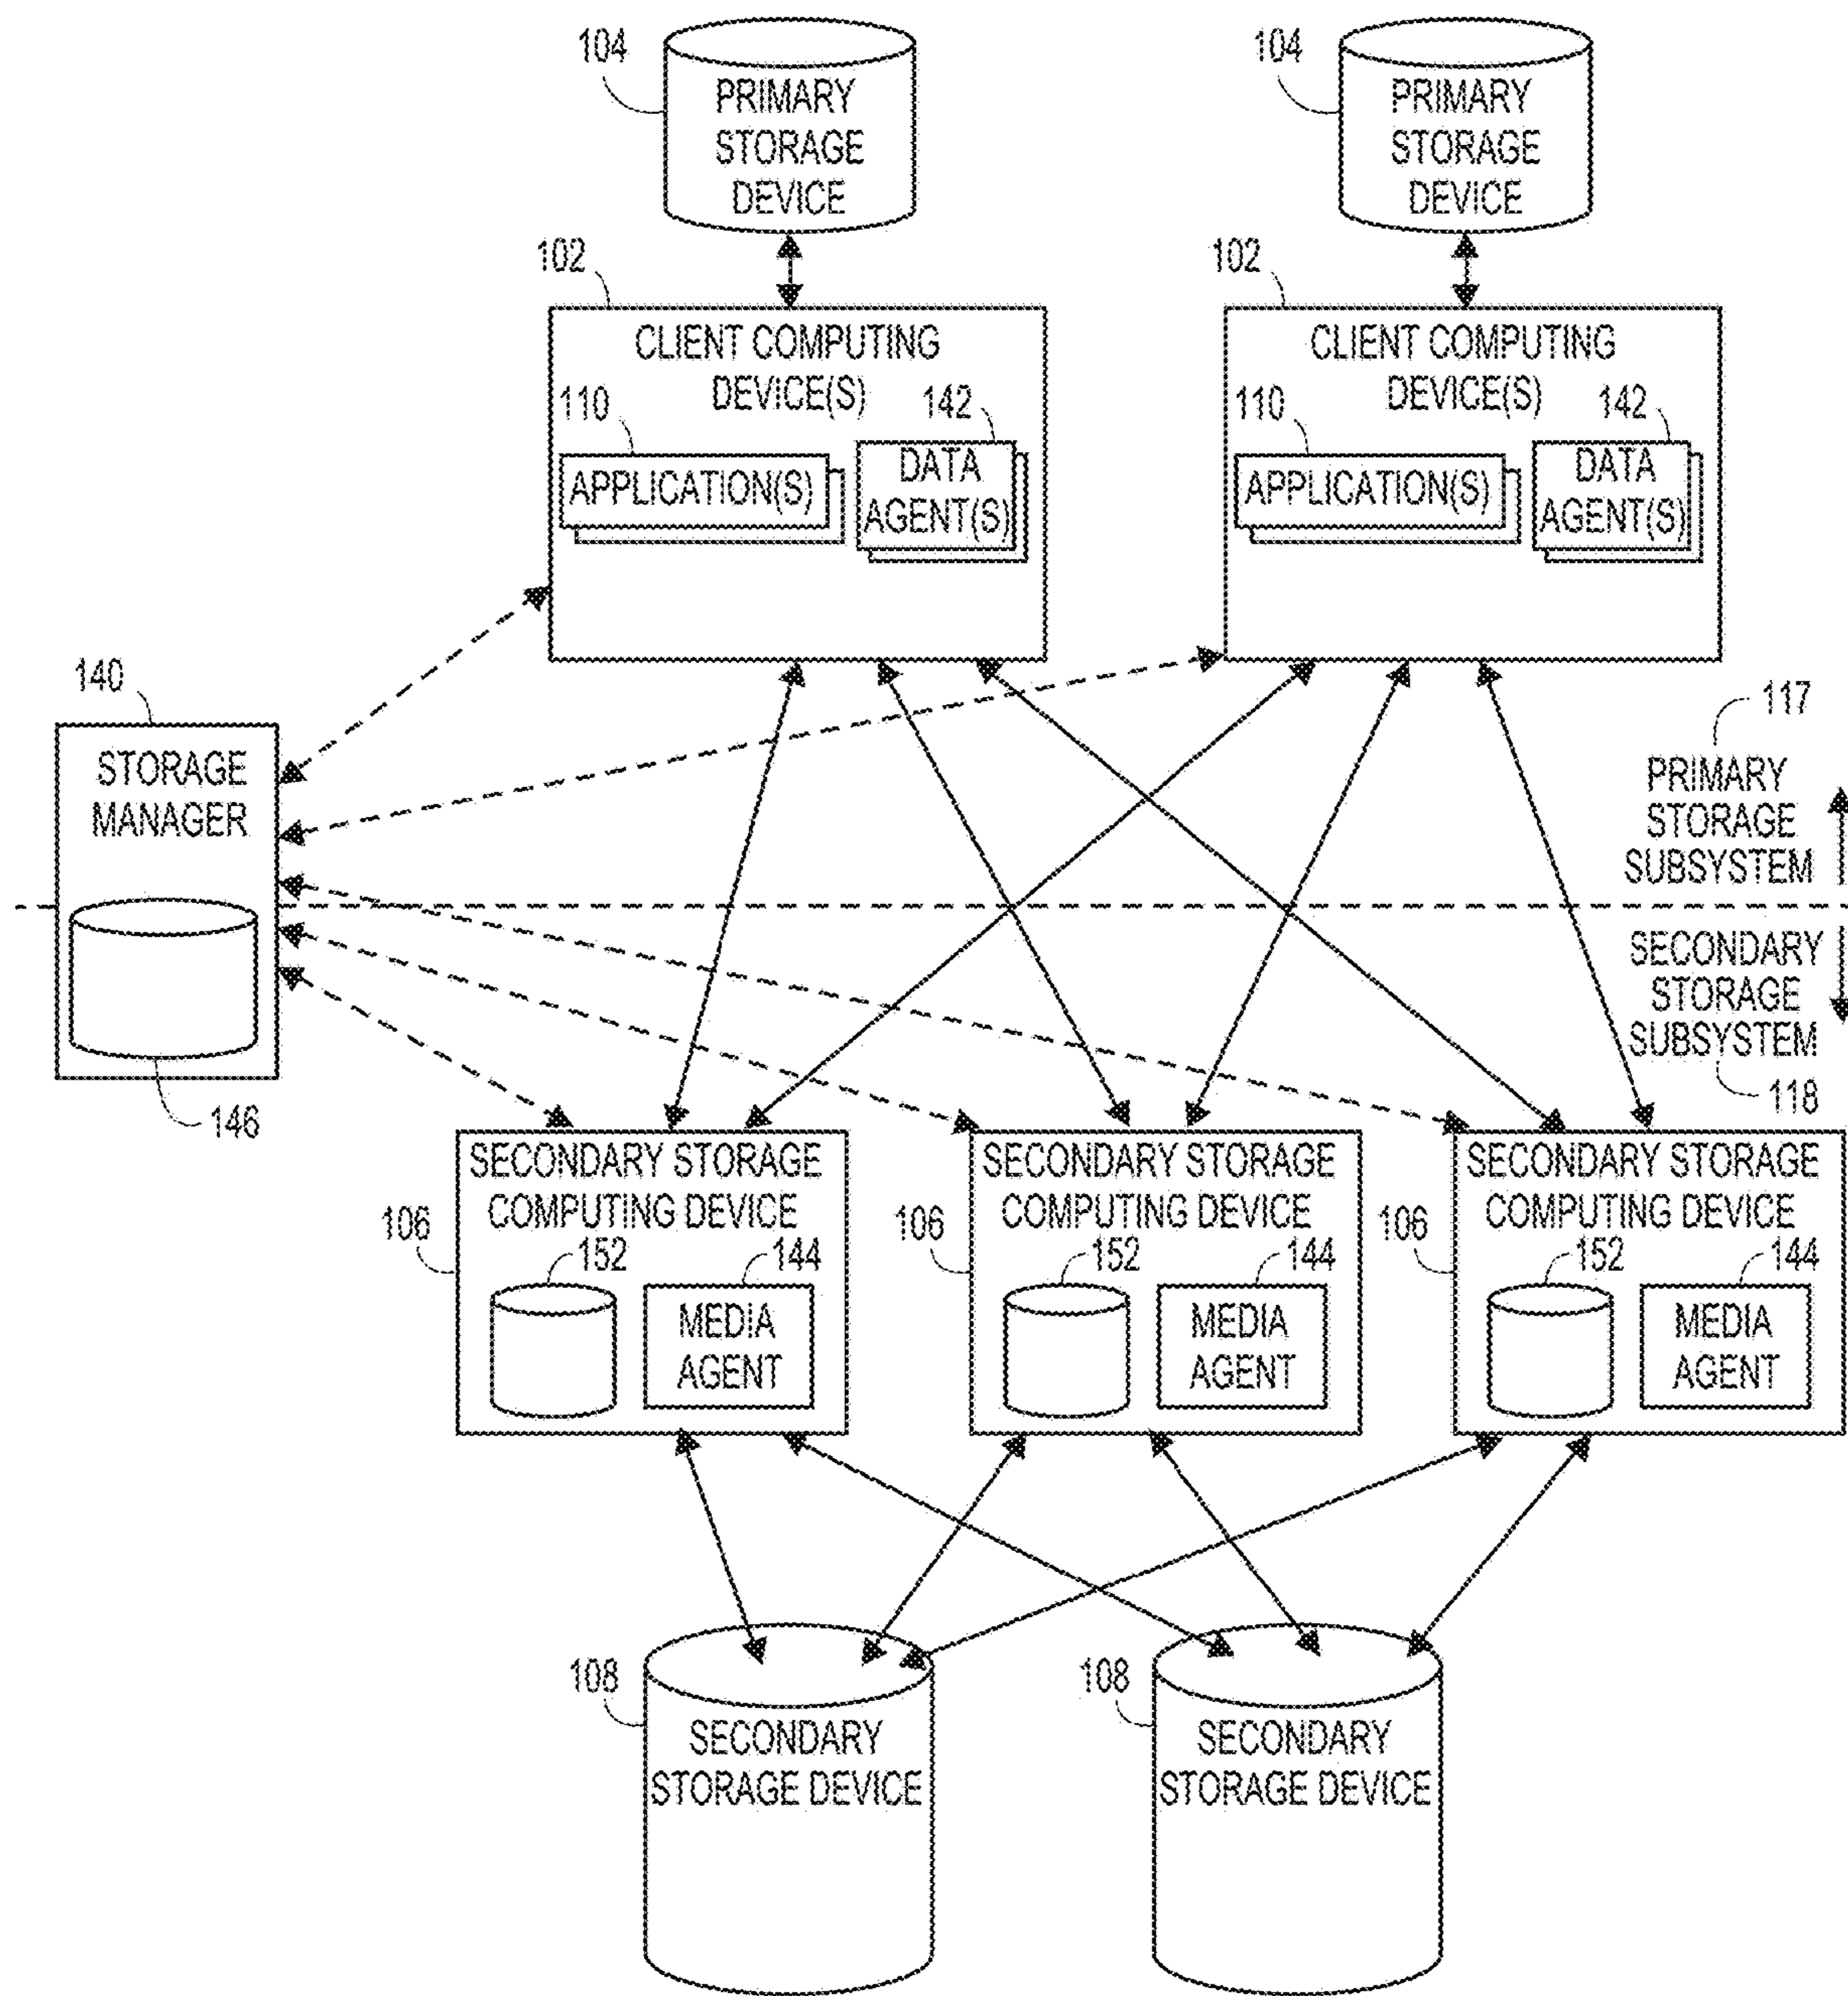 104
PRIMARY
STORAGE
DEVICE
104
PRIMARY
STORAGE
DEVICE
102
CLIENT COMPUTING
DEVICE(S)
110
APPLICATION(S)
142
DATA
AGENT(S)
102
CLIENT COMPUTING
DEVICE(S)
110
APPLICATION(S)
142
DATA
AGENT(S)
140
STORAGE
MANAGER
146
117
PRIMARY
STORAGE
SUBSYSTEM
SECONDARY
STORAGE
SUBSYSTEM
118
106
SECONDARY STORAGE
COMPUTING DEVICE
152
144
MEDIA
AGENT
106
SECONDARY STORAGE
COMPUTING DEVICE
152
144
MEDIA
AGENT
106
SECONDARY STORAGE
COMPUTING DEVICE
152
144
MEDIA
AGENT
108
SECONDARY
STORAGE DEVICE
108
SECONDARY
STORAGE DEVICE